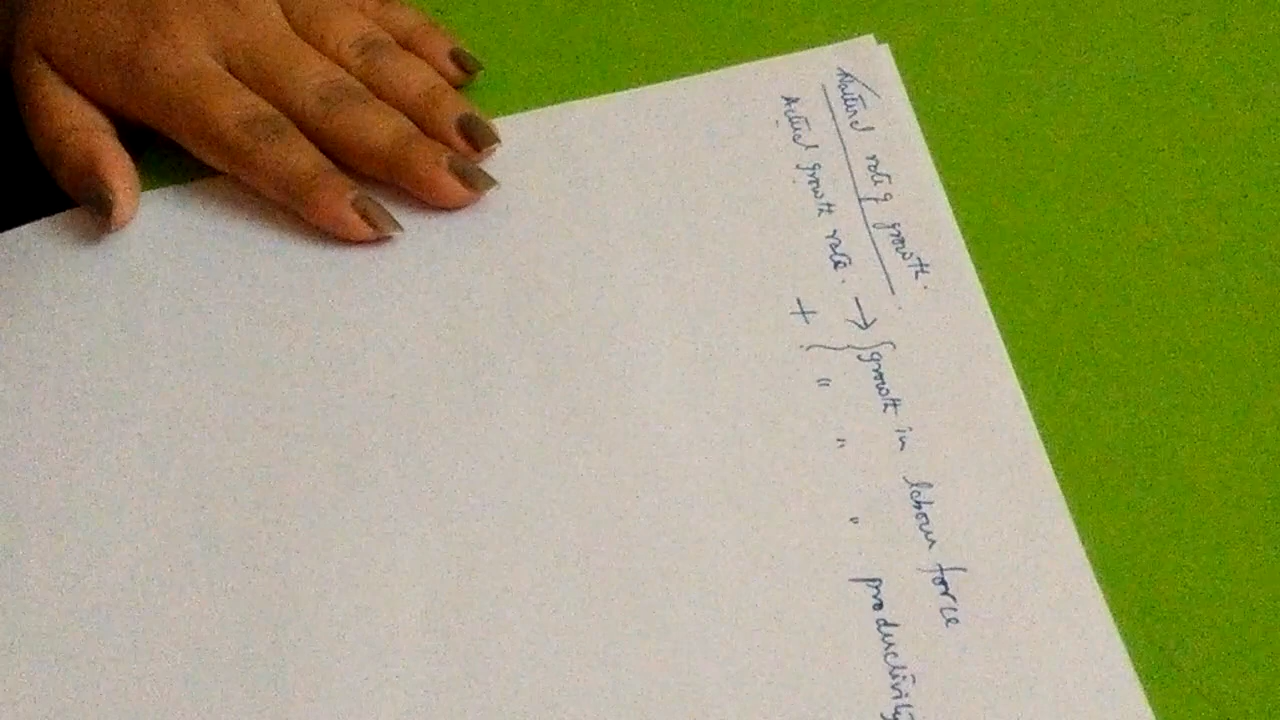 Natural rate of growth.
Actual growth rate. → {growth in labour force
+ { " " " productivity